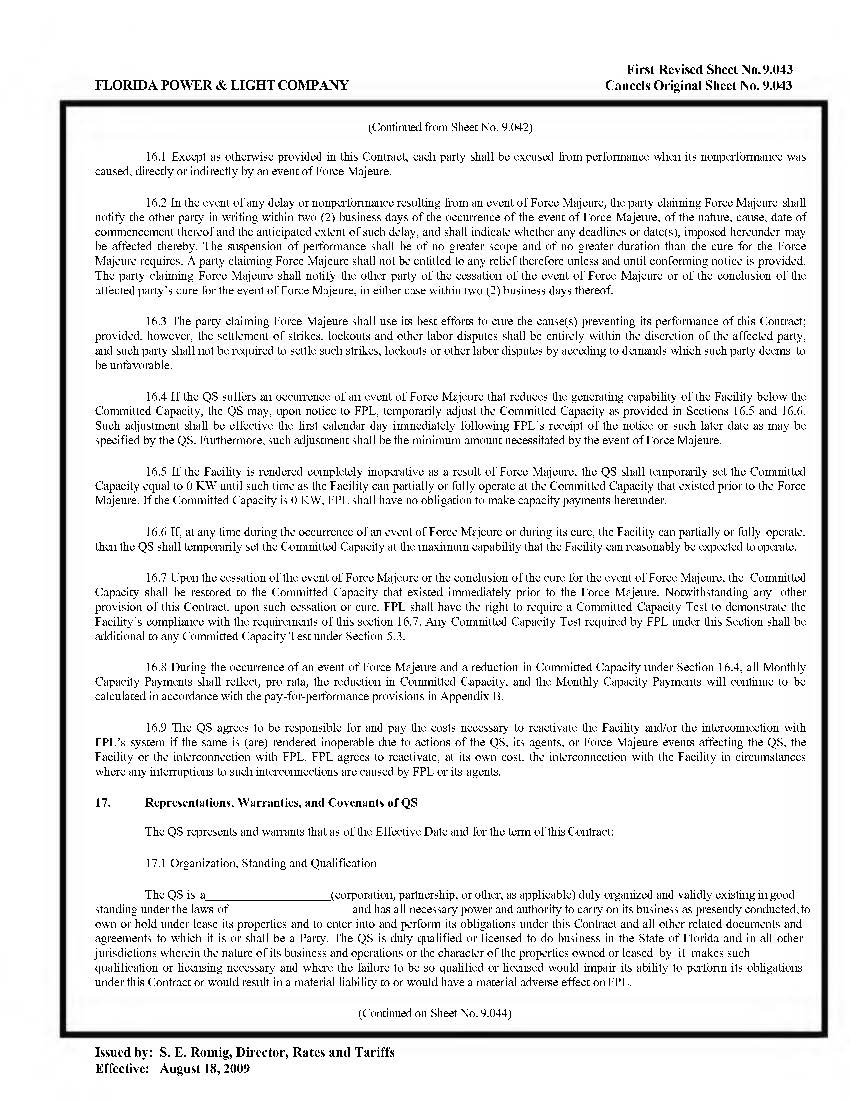 First Revised Sheet No. 9.043
FLORIDA POWER & LIGHT COMPANY
Cancels Original Sheet No. 9.043
(Continued from Sheet No. 9.042)
16.1 Except as otherwise provided in this Contract, each party shall be excused from performance when its nonperformance was
caused, directly or indirectly by an event of Force Majeure.
16.2 In the event of any delay or nonperformance resulting from an event of Force Majeure, the party claiming Force Majeure shall
notify the other party in writing within two (2) business days of the occurrence of the event of Force Majeure, of the nature, cause, date of
commencement thereof and the anticipated extent of such delay, and shall indicate whether any deadlines or date(s), imposed hereunder may
be affected thereby. The suspension of performance shall be of no greater scope and of no greater duration than the cure for the Force
Majeure requires. A party claiming Force Majeure shall not be entitled to any relief therefore unless and until conforming notice is provided.
The party claiming Force Majeure shall notify the other party of the cessation of the event of Force Majeure or of the conclusion of the
affected party's cure for the event of Force Majeure, in either case within two (2) business days thereof.
16.3 The party claiming Force Majeure shall use its best efforts to cure the cause(s) preventing its performance of this Contract;
provided, however, the settlement of strikes, lockouts and other labor disputes shall be entirely within the discretion of the affected party,
and such party shall not be required to settle such strikes, lockouts or other labor disputes by acceding to demands which such party deems to
be unfavorable.
16.4 If the QS suffers an occurrence of an event of Force Majeure that reduces the generating capability of the Facility below the
Committed Capacity, the QS may, upon notice to FPL, temporarily adjust the Committed Capacity as provided in Sections 16.5 and 16.6.
Such adjustment shall be effective the first calendar day immediately following FPL's receipt of the notice or such later date as may be
specified by the QS. Furthermore, such adjustment shall be the minimum amount necessitated by the event of Force Majeure.
16.5 If the Facility is rendered completely inoperative as a result of Force Majeure, the QS shall temporarily set the Committed
Capacity equal to 0 KW until such time as the Facility can partially or fully operate at the Committed Capacity that existed prior to the Force
Majeure. If the Committed Capacity is 0 KW, FPL shall have no obligation to make capacity payments hereunder.
16.6 If, at any time during the occurrence of an event of Force Majeure or during its cure, the Facility can partially or fully operate,
then the QS shall temporarily set the Committed Capacity at the maximum capability that the Facility can reasonably be expected to operate.
16.7 Upon the cessation of the event of Force Majeure or the conclusion of the cure for the event of Force Majeure, the Committed
Capacity shall be restored to the Committed Capacity that existed immediately prior to the Force Majeure. Notwithstanding any other
provision of this Contract, upon such cessation or cure, FPL shall have the right to require a Committed Capacity Test to demonstrate the
Facility's compliance with the requirements of this section 16.7. Any Committed Capacity Test required by FPL under this Section shall be
additional to any Committed Capacity Test under Section 5.3.
16.8 During the occurrence of an event of Force Majeure and a reduction in Committed Capacity under Section 16.4, all Monthly
Capacity Payments shall reflect, pro rata, the reduction in Committed Capacity, and the Monthly Capacity Payments will continue to be
calculated in accordance with the pay-for-performance provisions in Appendix B.
16.9 The QS agrees to be responsible for and pay the costs necessary to reactivate the Facility and/or the interconnection with
FPL's system if the same is (are) rendered inoperable due to actions of the QS, its agents, or Force Majeure events affecting the QS, the
Facility or the interconnection with FPL. FPL agrees to reactivate, at its own cost, the interconnection with the Facility in circumstances
where any interruptions to such interconnections are caused by FPL or its agents.
17. Representations, Warranties, and Covenants of QS
The QS represents and warrants that as of the Effective Date and for the term of this Contract:
17.1 Organization, Standing and Qualification
The QS is a____________________(corporation, partnership, or other, as applicable) duly organized and validly existing in good
standing under the laws of ____________________ and has all necessary power and authority to carry on its business as presently conducted, to
own or hold under lease its properties and to enter into and perform its obligations under this Contract and all other related documents and
agreements to which it is or shall be a Party. The QS is duly qualified or licensed to do business in the State of Florida and in all other
jurisdictions wherein the nature of its business and operations or the character of the properties owned or leased by it makes such
qualification or licensing necessary and where the failure to be so qualified or licensed would impair its ability to perform its obligations
under this Contract or would result in a material liability to or would have a material adverse effect on FPL.
(Continued on Sheet No. 9.044)
Issued by: S. E. Romig, Director, Rates and Tariffs
Effective: August 18, 2009